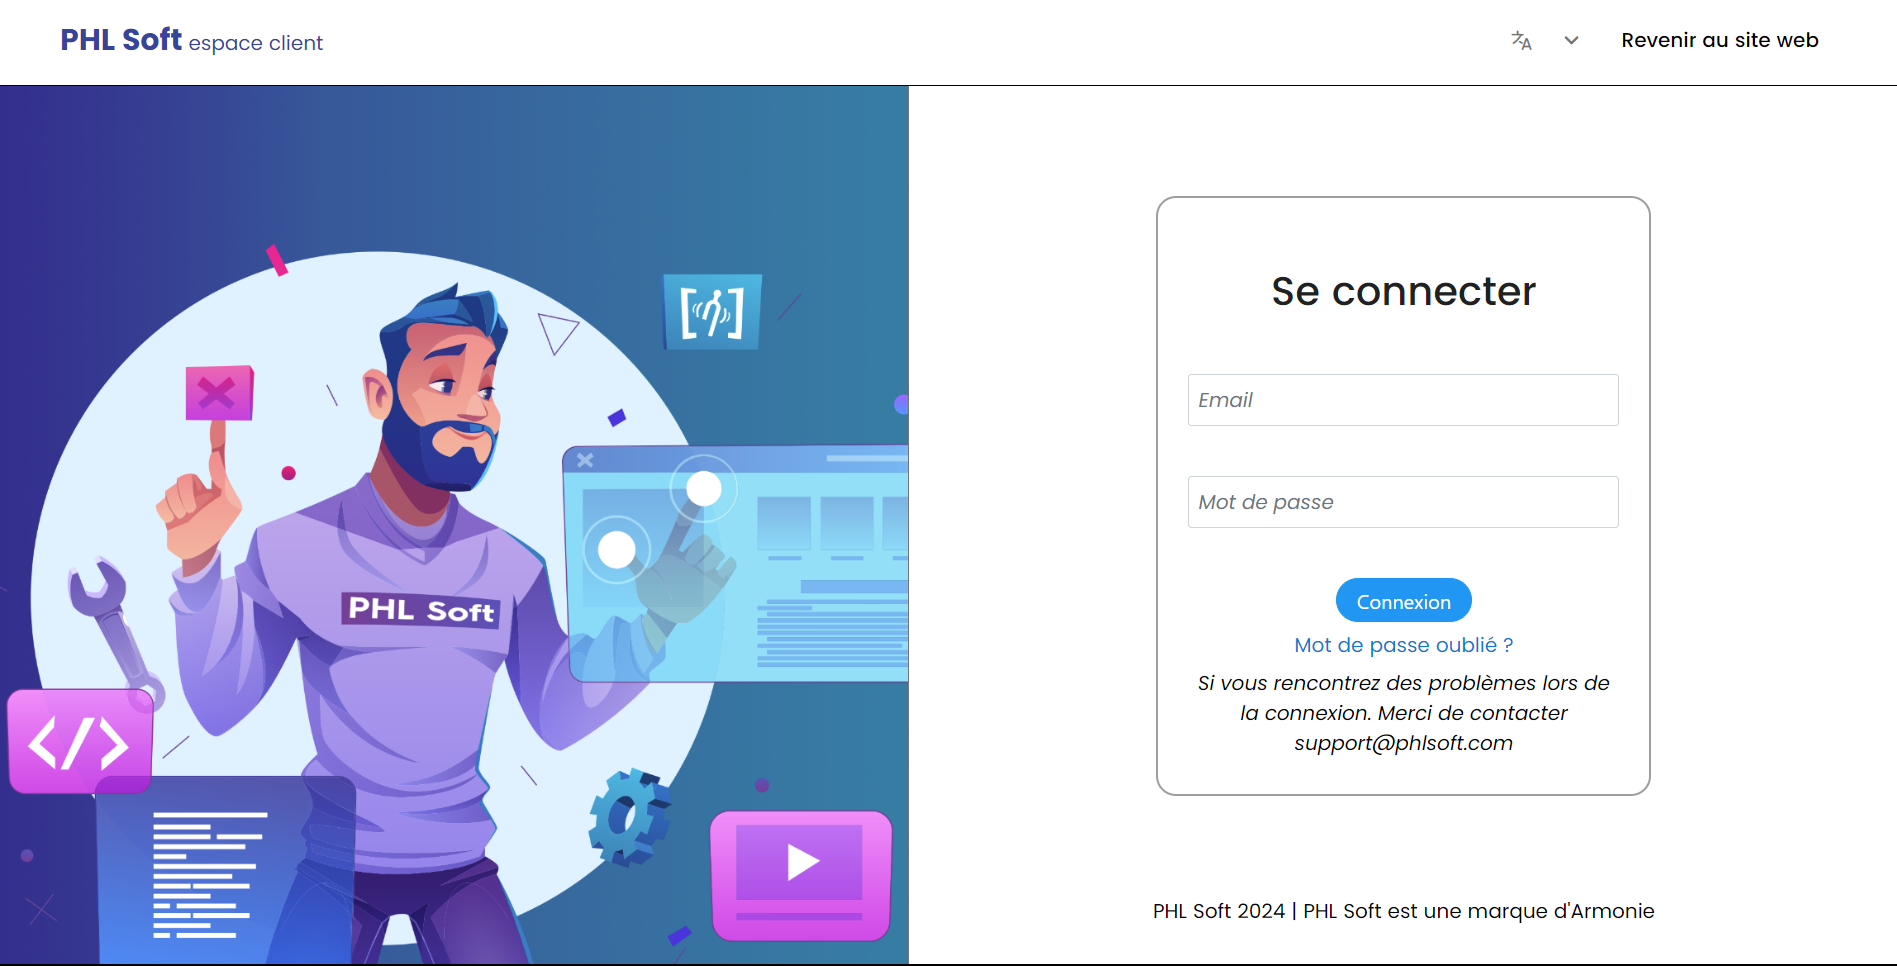 PHL Soft espace client
Revenir au site web
PHL Soft
Se connecter
Email
Mot de passe
Connexion
Mot de passe oublié ?
Si vous rencontrez des problèmes lors de
la connexion. Merci de contacter
support@phlsoft.com
PHL Soft 2024 | PHL Soft est une marque d'Armonie